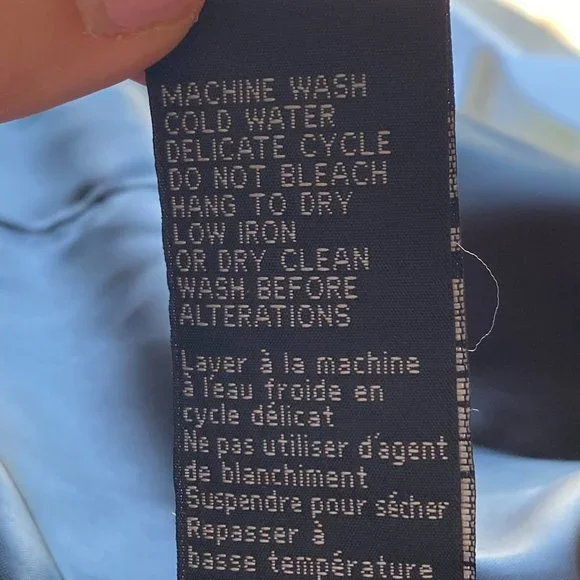 MACHINE WASH
COLD WATER
DELICATE CYCLE
DO NOT BLEACH
HANG TO DRY
LOW IRON
OR DRY CLEAN
WASH BEFORE
ALTERATIONS
Layer à la machine
à l'eau froide en
cycle délicat
Ne pas utiliser d'agent
de blanchiment
Suspendre pour sécher
Repasser à
basse température